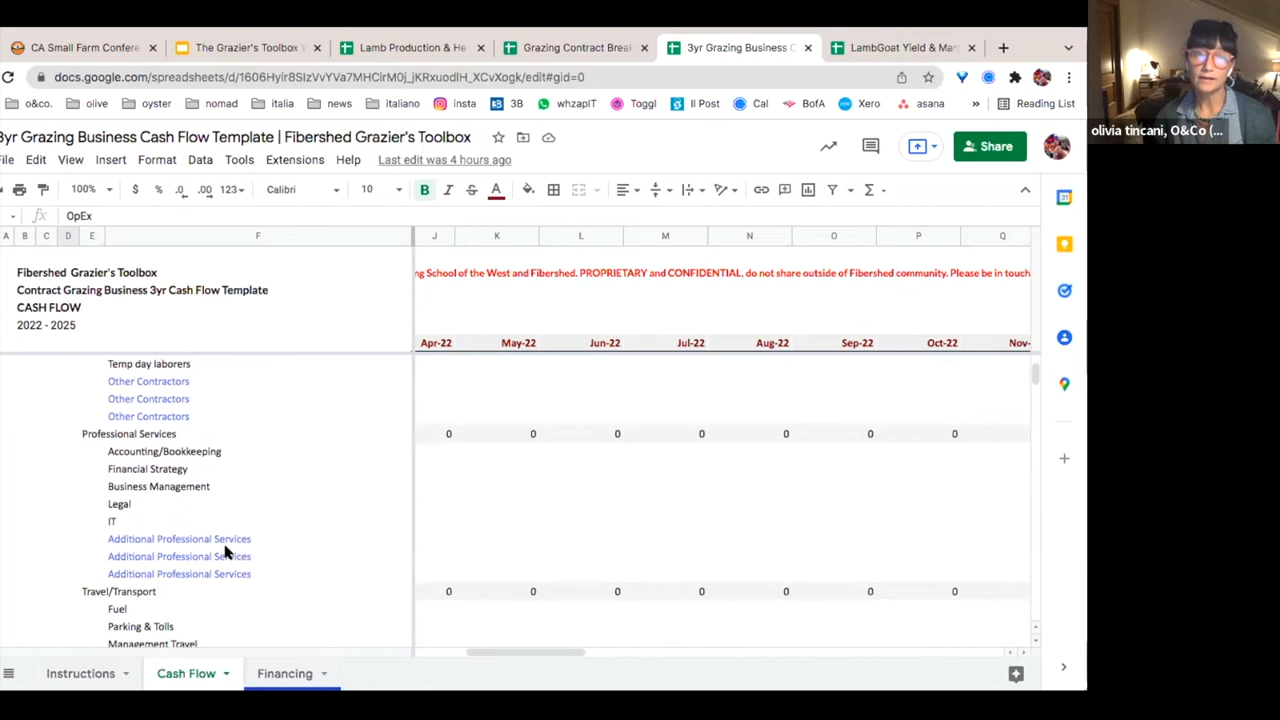 CA Small Farm Confere
The Grazier's Toolbox
Lamb Production & He
Grazing Contract Break
3yr Grazing Business C
LambGoat Yield & Mar
docs.google.com/spreadsheets/d/
edit#gid=0
o&co. olive oyster nomad italia news italiano insta 3B whzapIT Toggl Il Post Cal BofA Xero asana » Reading List
3yr Grazing Business Cash Flow Template | Fibershed Grazier's Toolbox
File Edit View Insert Format Data Tools Extensions Help Last edit was 4 hours ago
Share
100% $ % .0 .00 123 Calibri 10 B I S A
fx OpEx
A B C D E F J K L M N O P Q
Fibershed Grazier's Toolbox
ng School of the West and Fibershed. PROPRIETARY and CONFIDENTIAL, do not share outside of Fibershed community. Please be in touch
Contract Grazing Business 3yr Cash Flow Template
CASH FLOW
2022 - 2025
Apr-22 May-22 Jun-22 Jul-22 Aug-22 Sep-22 Oct-22 Nov-
Temp day laborers
Other Contractors
Other Contractors
Other Contractors
Professional Services 0 0 0 0 0 0 0
Accounting/Bookkeeping
Financial Strategy
Business Management
Legal
IT
Additional Professional Services
Additional Professional Services
Additional Professional Services
Travel/Transport 0 0 0 0 0 0 0
Fuel
Parking & Tolls
Management Travel
Instructions Cash Flow Financing
olivia tincani, O&Co (...